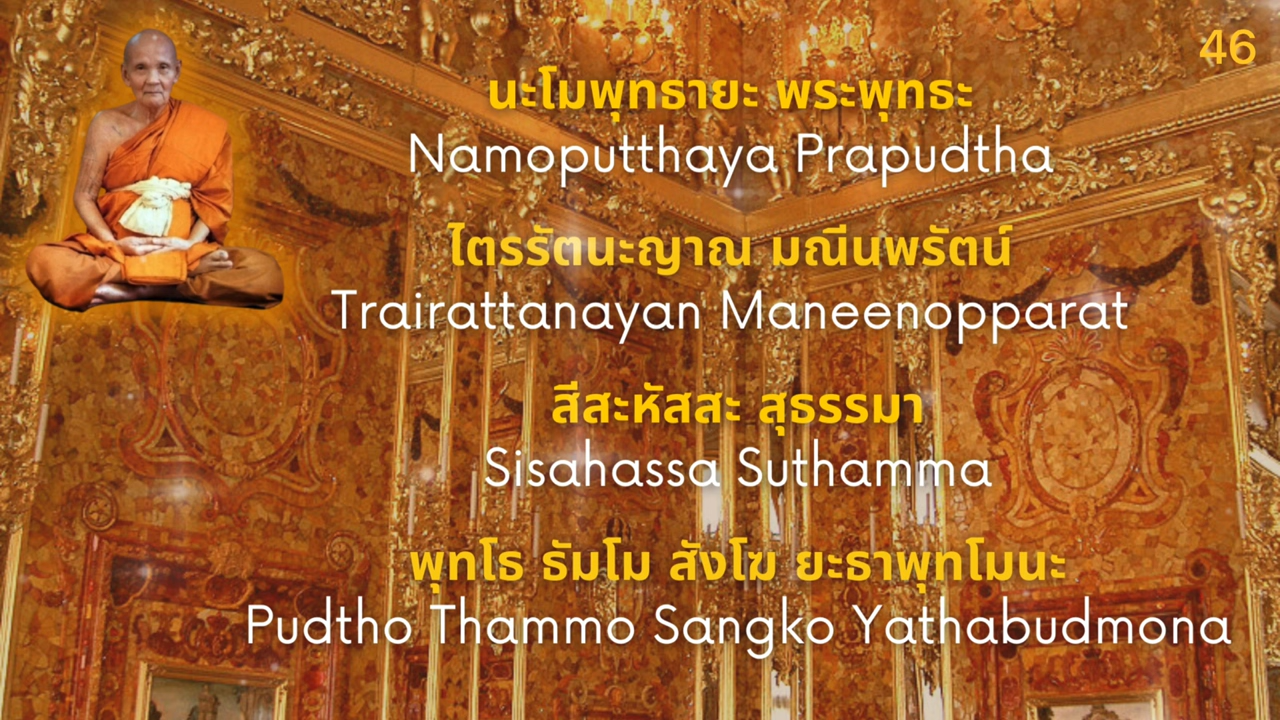 46
นะโมพุทธายะ พระพุทธะ
Namoputthaya Prapudtha
ไตรรัตนะญาณ มณีนพรัตน์
Trairattanayan Maneenopparat
สีสะหัสสะ สุธรรมา
Sisahassa Suthamma
พุทโธ ธัมโม สังโฆ ยะธาพุทโมนะ
Pudtho Thammo Sangko Yathabudmona